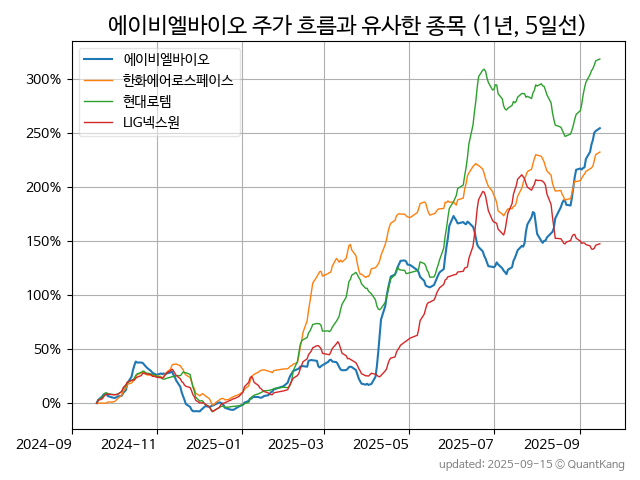 에이비엘바이오 주가 흐름과 유사한 종목 (1년, 5일선)
에이비엘바이오
한화에어로스페이스
현대로템
LIG넥스원
300%
250%
200%
150%
100%
50%
0%
2024-09 2024-11 2025-01 2025-03 2025-05 2025-07 2025-09
updated: 2025-09-15 © QuantKang